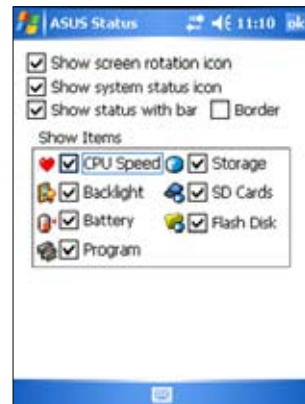 ASUS Status 11:10 ok
Show screen rotation icon
Show system status icon
Show status with bar Border
Show Items
CPU Speed Storage
Backlight SD Cards
Battery Flash Disk
Program